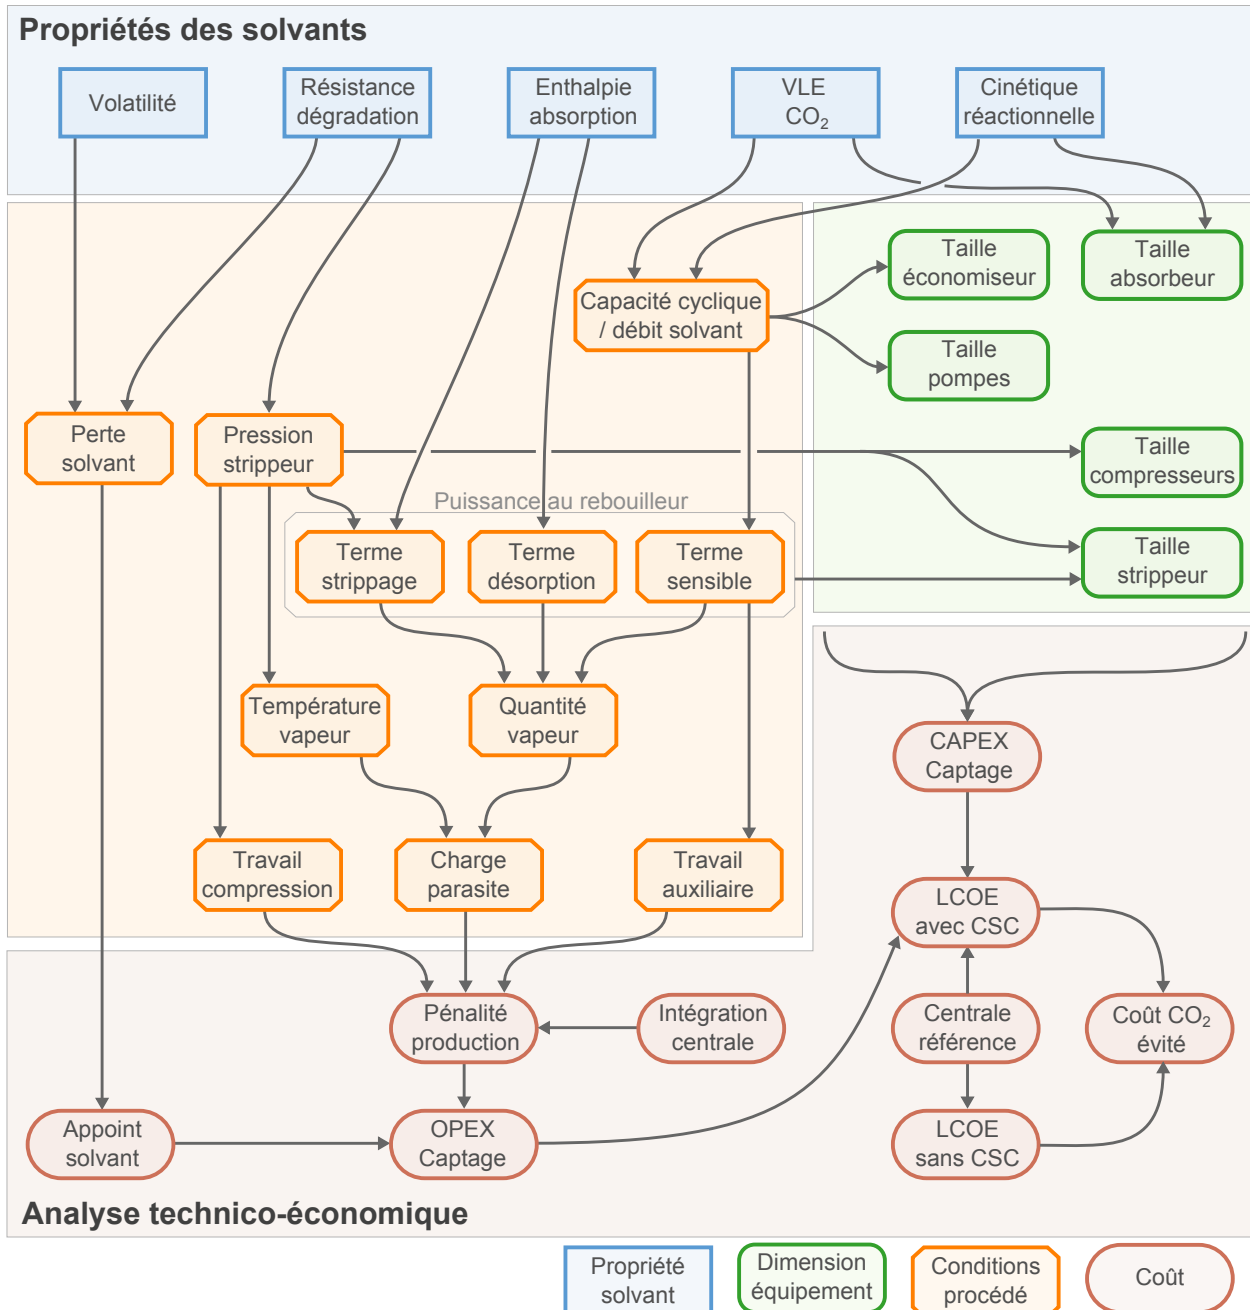 Propriétés des solvants
Volatilité
Résistance
dégradation
Enthalpie
absorption
VLE
CO₂
Cinétique
réactionnelle
Taille
économiseur
Taille
absorbeur
Capacité cyclique
/ débit solvant
Taille
pompes
Perte
solvant
Pression
strippeur
Taille
compresseurs
Puissance au rebouilleur
Terme
strippage
Terme
désorption
Terme
sensible
Taille
strippeur
Température
vapeur
Quantité
vapeur
CAPEX
Captage
Travail
compression
Charge
parasite
Travail
auxiliaire
LCOE
avec CSC
Pénalité
production
Intégration
centrale
Centrale
référence
Coût CO₂
évité
Appoint
solvant
OPEX
Captage
LCOE
sans CSC
Analyse technico-économique
Propriété
solvant
Dimension
équipement
Conditions
procédé
Coût